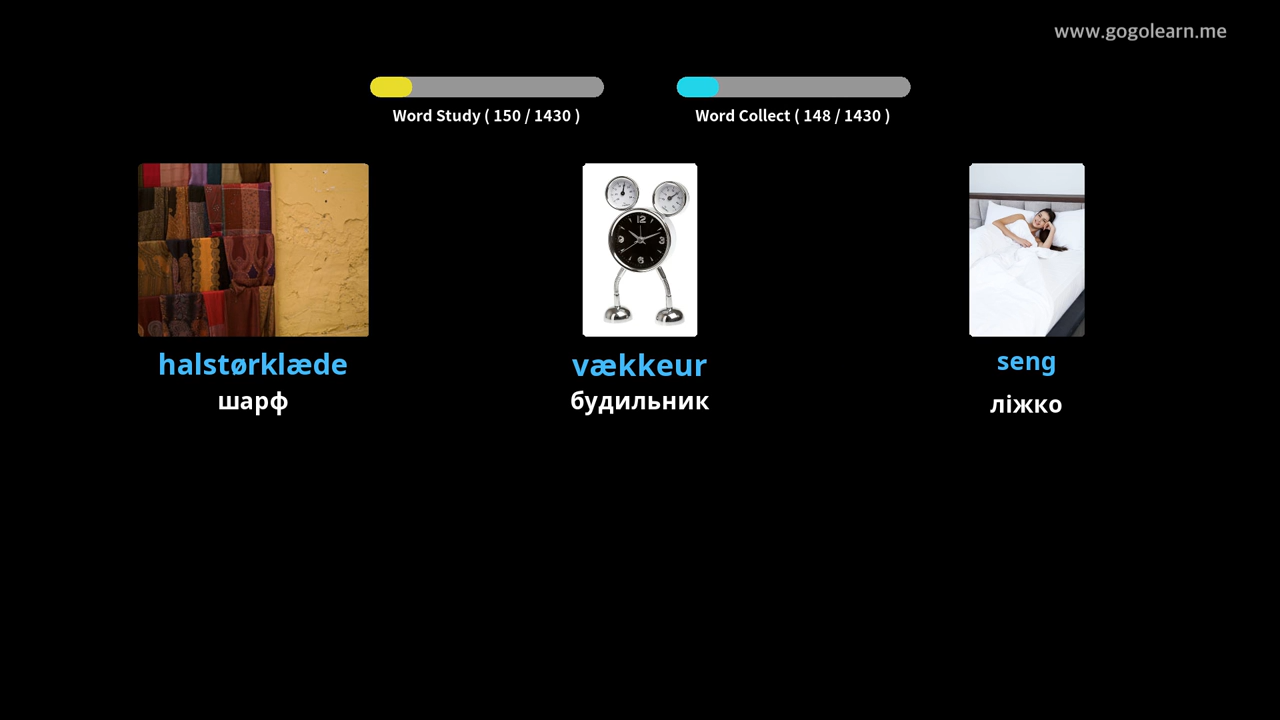 www.gogolearn.me
Word Study ( 150 / 1430 )
Word Collect ( 148 / 1430 )
halstørklæde
шарф
vækkeur
будильник
seng
ліжко